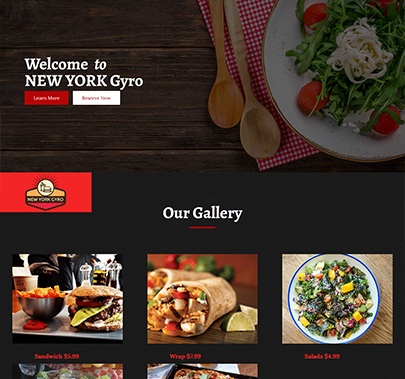 Welcome to
NEW YORK Gyro
Learn More
Reserve Now
NEW YORK GYRO
Our Gallery
Sandwich $5.99
Wrap $7.99
Salads $4.99